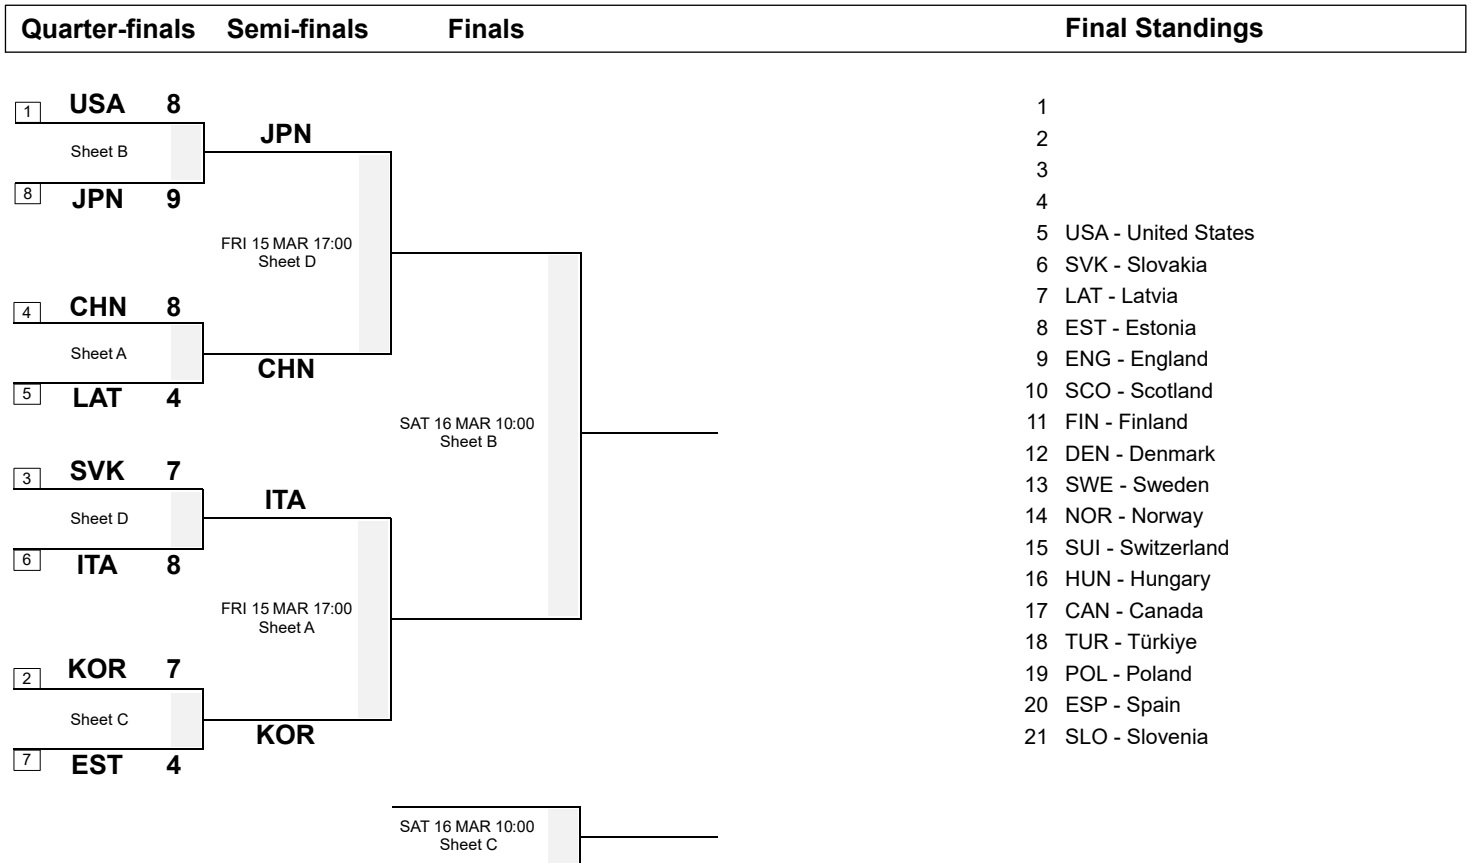 Quarter-finals Semi-finals Finals Final Standings
1 USA 8
Sheet B
8 JPN 9
JPN
FRI 15 MAR 17:00
Sheet D
4 CHN 8
Sheet A
5 LAT 4
CHN
SAT 16 MAR 10:00
Sheet B
3 SVK 7
Sheet D
6 ITA 8
ITA
FRI 15 MAR 17:00
Sheet A
2 KOR 7
Sheet C
7 EST 4
KOR
SAT 16 MAR 10:00
Sheet C
1
2
3
4
5 USA - United States
6 SVK - Slovakia
7 LAT - Latvia
8 EST - Estonia
9 ENG - England
10 SCO - Scotland
11 FIN - Finland
12 DEN - Denmark
13 SWE - Sweden
14 NOR - Norway
15 SUI - Switzerland
16 HUN - Hungary
17 CAN - Canada
18 TUR - Türkiye
19 POL - Poland
20 ESP - Spain
21 SLO - Slovenia